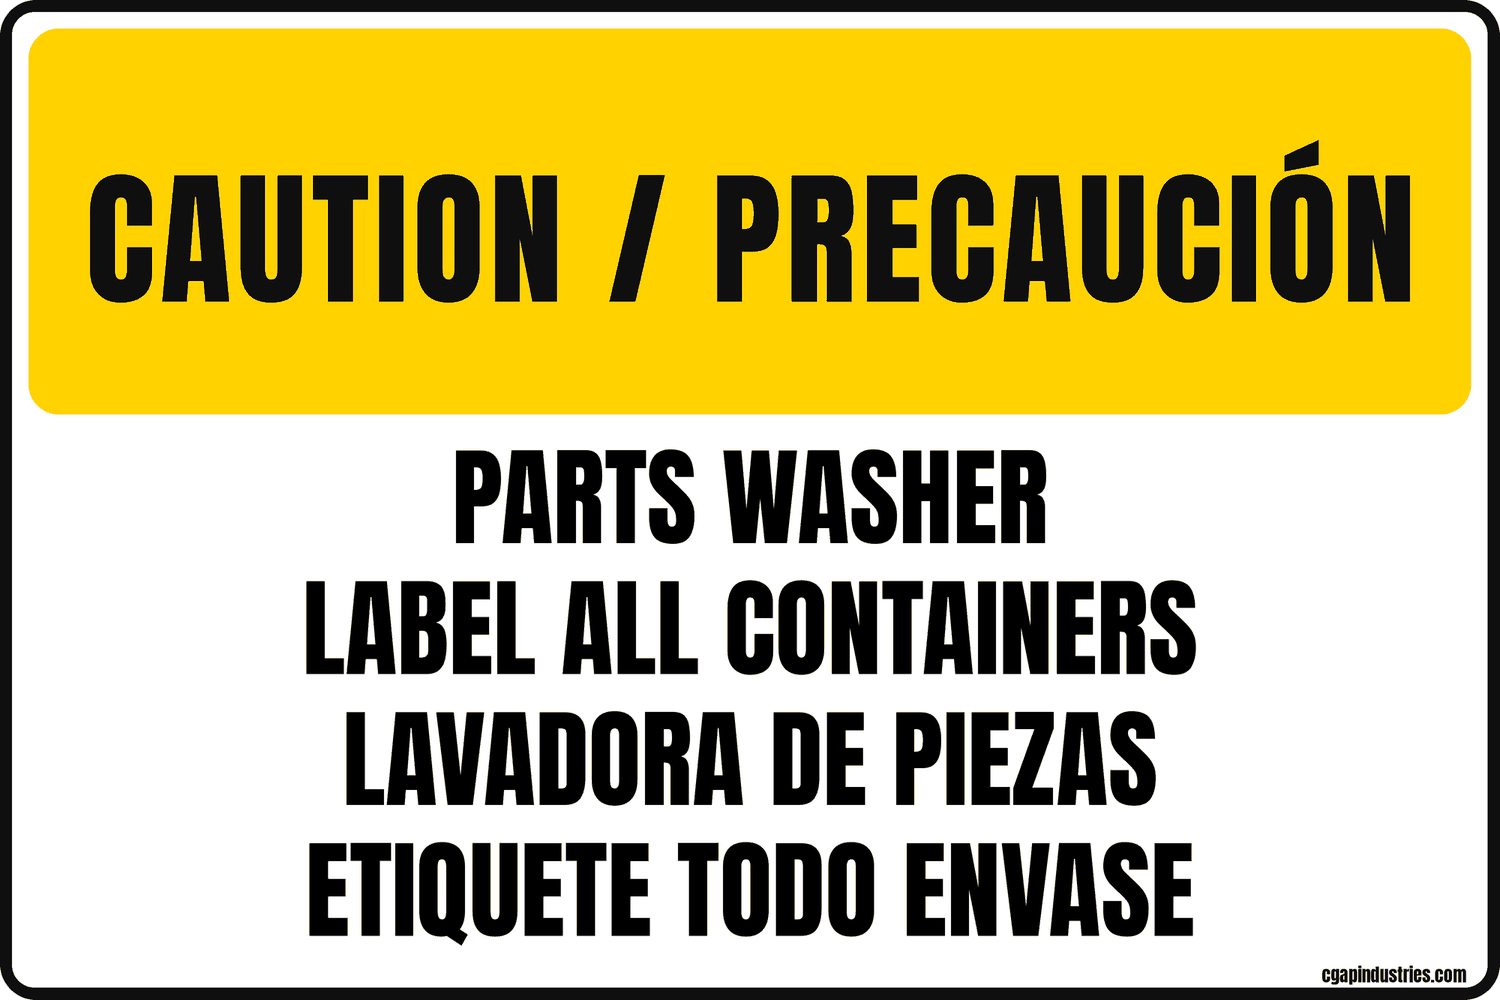 CAUTION / PRECAUCIÓN
PARTS WASHER
LABEL ALL CONTAINERS
LAVADORA DE PIEZAS
ETIQUETE TODO ENVASE
cgapindustries.com